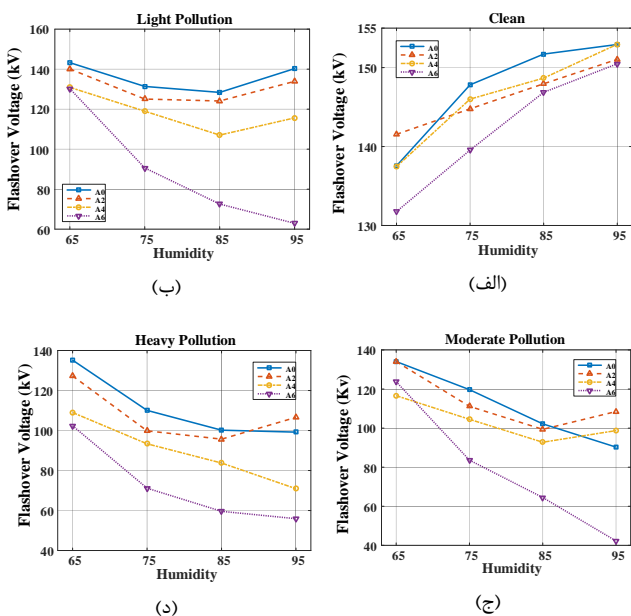 Light Pollution
160
140
120
100
80
60
Flashover Voltage (kV)
A0
A2
A4
A6
65 75 85 95
Humidity
(ب)
Clean
155
150
140
130
Flashover Voltage (kV)
A0
A2
A4
A6
65 75 85 95
Humidity
(الف)
Heavy Pollution
140
120
100
80
60
40
Flashover Voltage (kV)
A0
A2
A4
A6
65 75 85 95
Humidity
(د)
Moderate Pollution
140
120
100
80
60
40
Flashover Voltage (Kv)
A0
A2
A4
A6
65 75 85 95
Humidity
(ج)